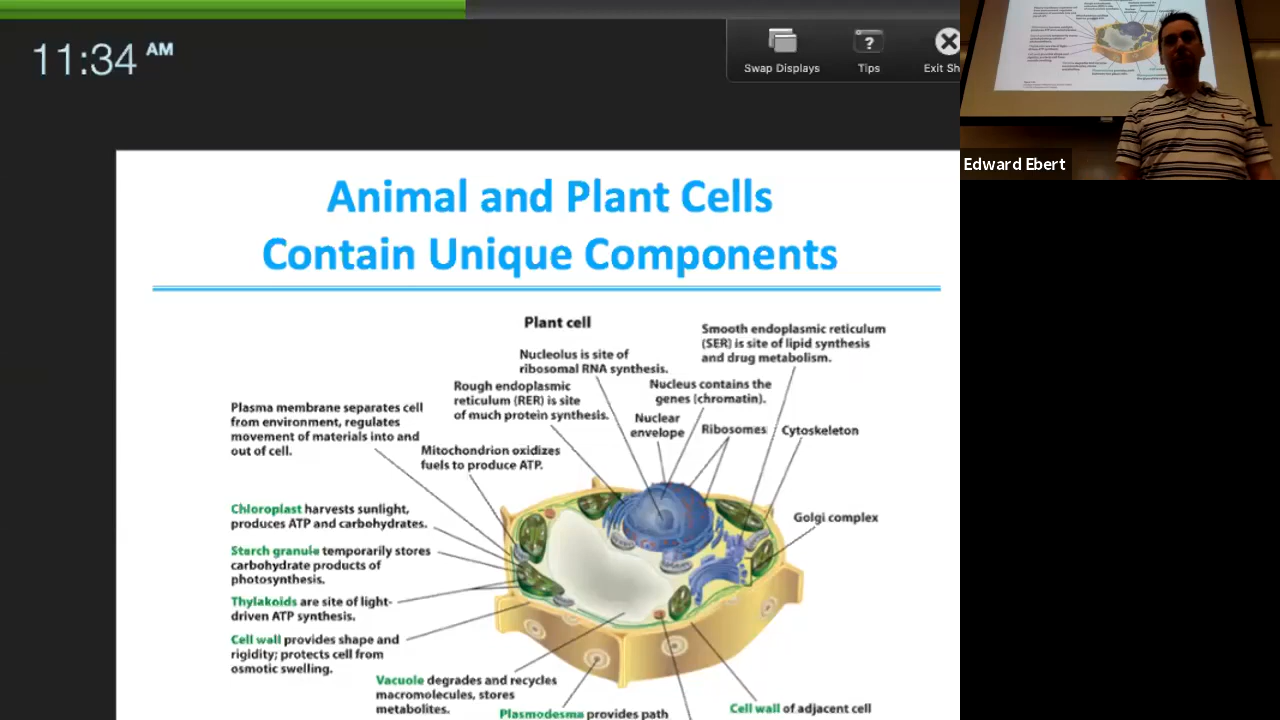 11:34 AM
Swap Displays
Tips
Exit Sh
Edward Ebert
Animal and Plant Cells
Contain Unique Components
Plant cell
Smooth endoplasmic reticulum
(SER) is site of lipid synthesis
and drug metabolism.
Nucleolus is site of
ribosomal RNA synthesis.
Rough endoplasmic
reticulum (RER) is site
of much protein synthesis.
Nucleus contains the
genes (chromatin).
Nuclear
envelope
Ribosomes
Cytoskeleton
Plasma membrane separates cell
from environment, regulates
movement of materials into and
out of cell.
Mitochondrion oxidizes
fuels to produce ATP.
Golgi complex
Chloroplast harvests sunlight,
produces ATP and carbohydrates.
Starch granule temporarily stores
carbohydrate products of
photosynthesis.
Thylakoids are site of light-
driven ATP synthesis.
Cell wall provides shape and
rigidity; protects cell from
osmotic swelling.
Vacuole degrades and recycles
macromolecules, stores
metabolites.
Plasmodesma provides path
Cell wall of adjacent cell